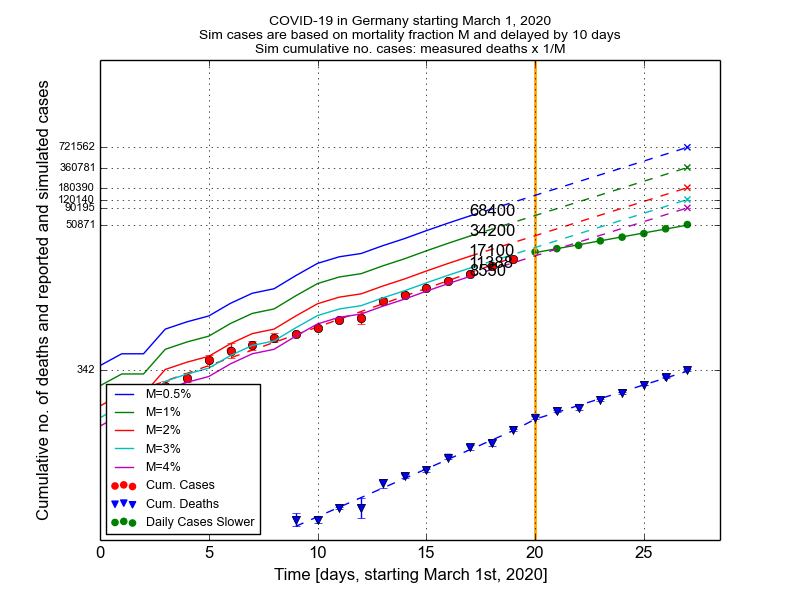 COVID-19 in Germany starting March 1, 2020
Sim cases are based on mortality fraction M and delayed by 10 days
Sim cumulative no. cases: measured deaths x 1/M
Cumulative no. of deaths and reported and simulated cases
721562
360781
180390
120140
90195
50871
342
68400
34200
17100
8550
M=0.5%
M=1%
M=2%
M=3%
M=4%
Cum. Cases
Cum. Deaths
Daily Cases Slower
0 5 10 15 20 25
Time [days, starting March 1st, 2020]